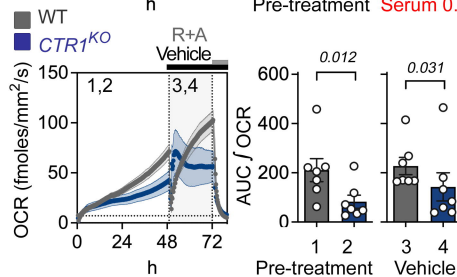 h
Pre-treatment Serum 0.
WT
CTR1KO
R+A
Vehicle
OCR (fmoles/mm²/s)
150
100
50
0
1,2
3,4
0 24 48 72
h
AUC ∫ OCR
600
400
200
0
0.012
0.031
1 2 3 4
Pre-treatment Vehicle